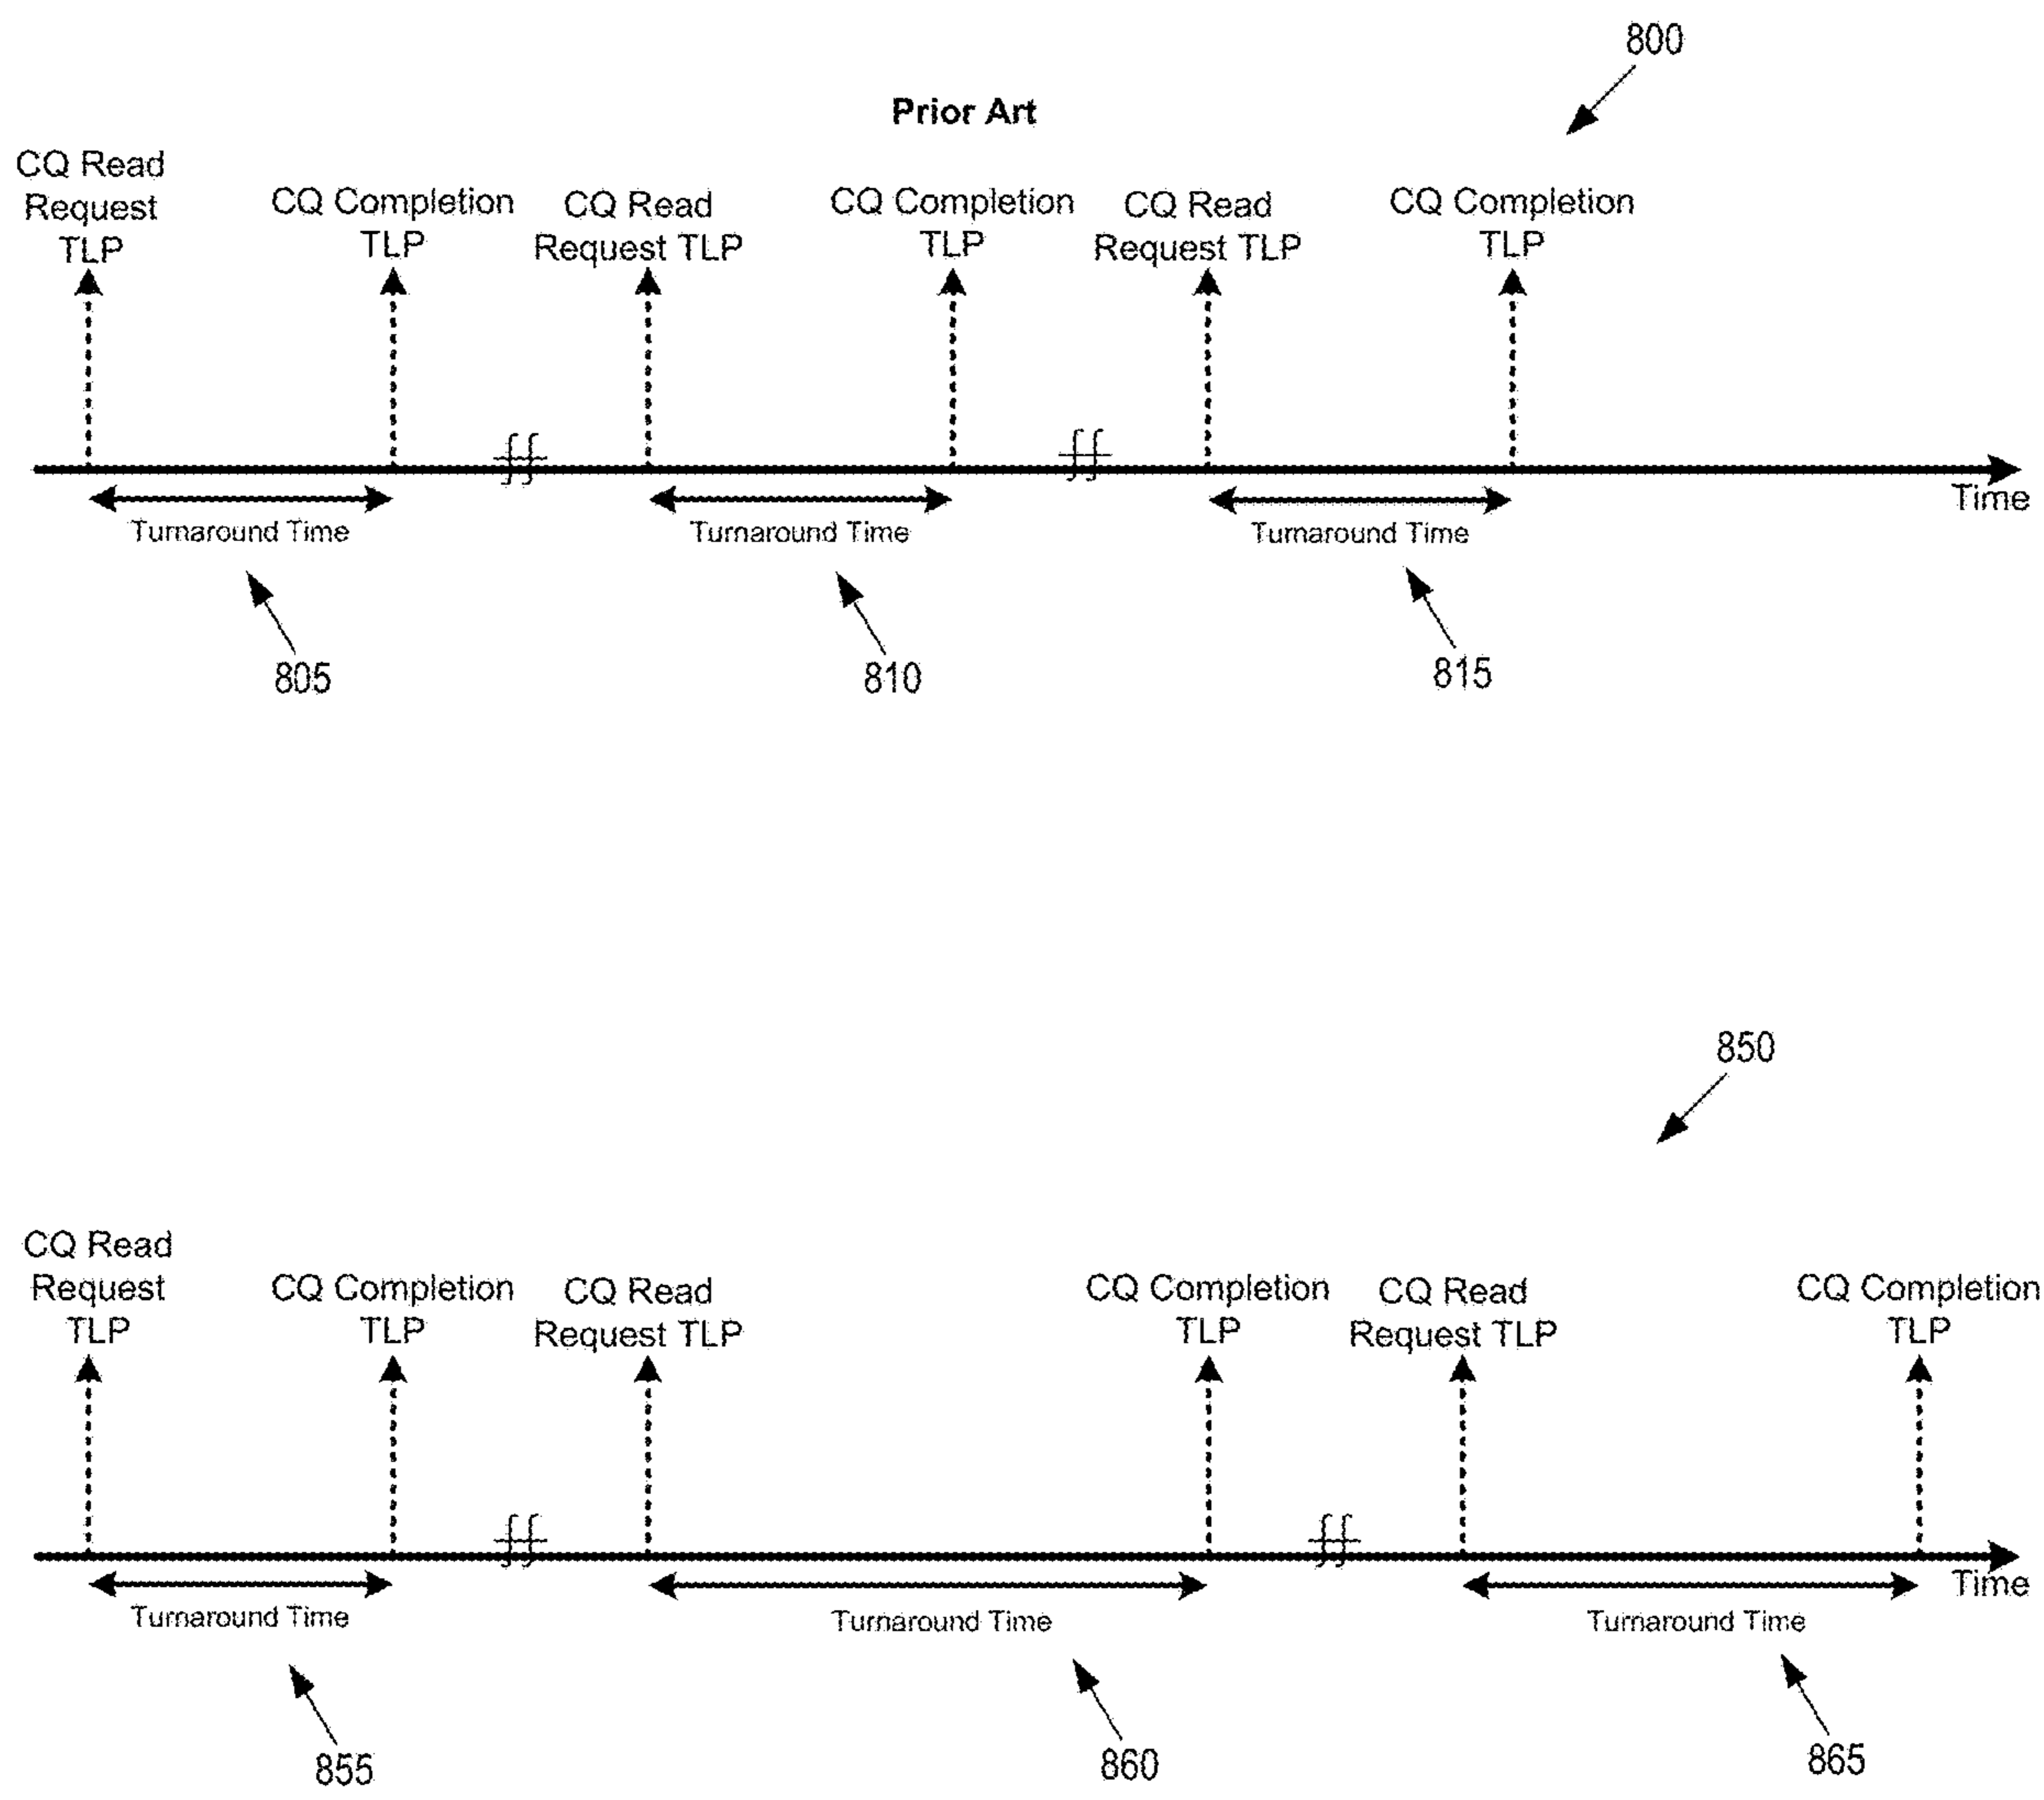 800
Prior Art
CQ Read
Request
TLP
CQ Completion
TLP
CQ Read
Request TLP
CQ Completion
TLP
CQ Read
Request TLP
CQ Completion
TLP
Time
Turnaround Time
Turnaround Time
Turnaround Time
805
810
815
850
CQ Read
Request
TLP
CQ Completion
TLP
CQ Read
Request TLP
CQ Completion
TLP
CQ Read
Request TLP
CQ Completion
TLP
Time
Turnaround Time
Turnaround Time
Turnaround Time
855
860
865